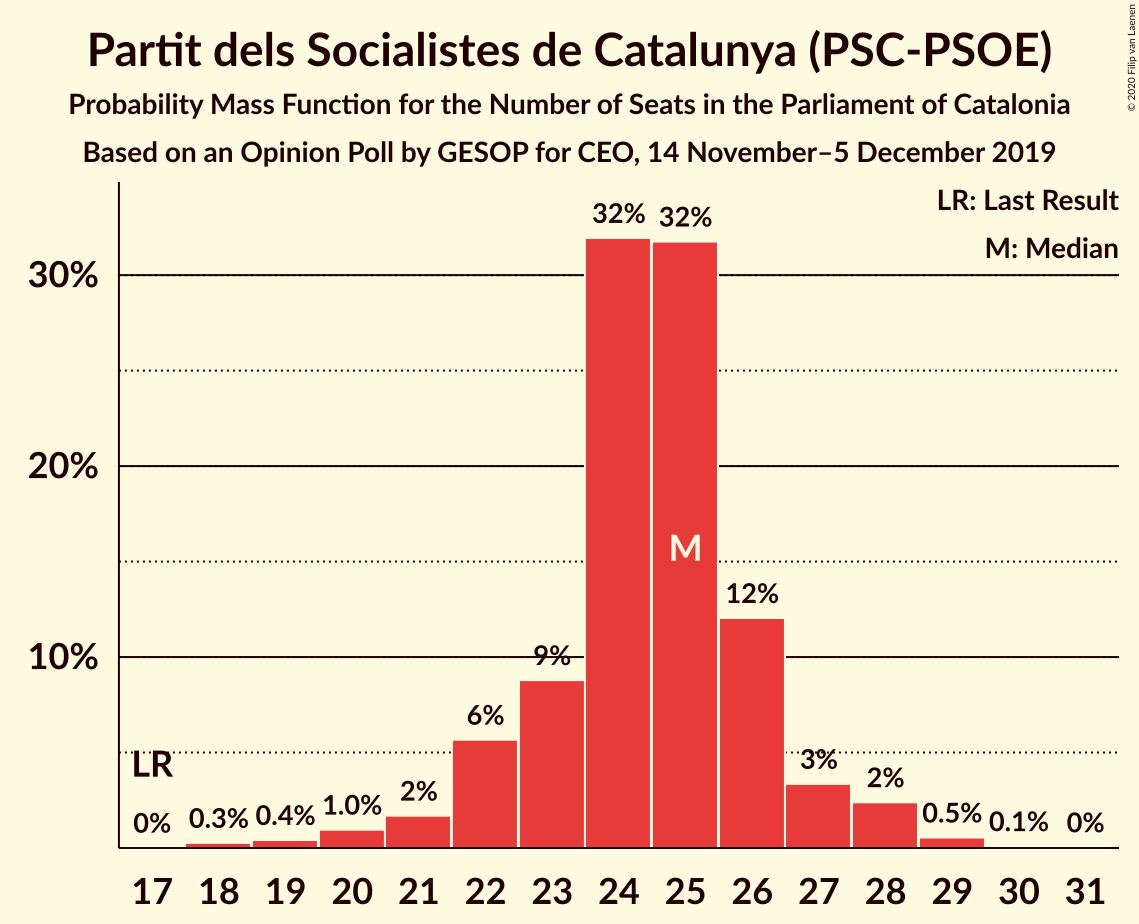 Partit dels Socialistes de Catalunya (PSC-PSOE)
Probability Mass Function for the Number of Seats in the Parliament of Catalonia
Based on an Opinion Poll by GESOP for CEO, 14 November–5 December 2019
© 2020 Filip van Laenen
LR: Last Result
M: Median
30%
20%
10%
32%
32%
M
12%
9%
6%
LR
0%
0.3%
0.4%
1.0%
2%
3%
2%
0.5%
0.1%
0%
17 18 19 20 21 22 23 24 25 26 27 28 29 30 31